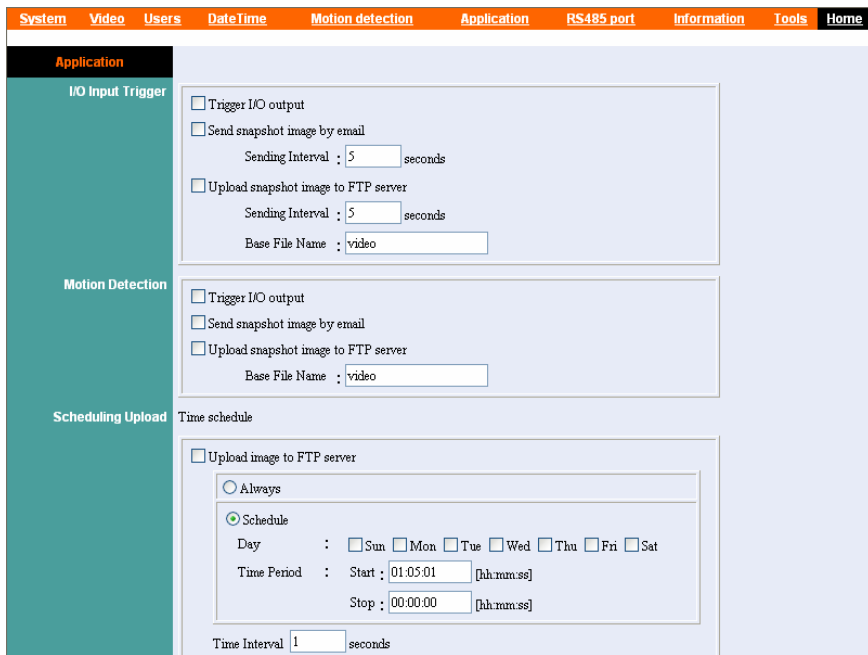 System Video Users DateTime Motion detection Application RS485 port Information Tools Home
Application
I/O Input Trigger
Trigger I/O output
Send snapshot image by email
Sending Interval : 5 seconds
Upload snapshot image to FTP server
Sending Interval : 5 seconds
Base File Name : video
Motion Detection
Trigger I/O output
Send snapshot image by email
Upload snapshot image to FTP server
Base File Name : video
Scheduling Upload Time schedule
Upload image to FTP server
Always
Schedule
Day : Sun Mon Tue Wed Thu Fri Sat
Time Period : Start : 01:05:01 [hh:mm:ss]
Stop : 00:00:00 [hh:mm:ss]
Time Interval 1 seconds